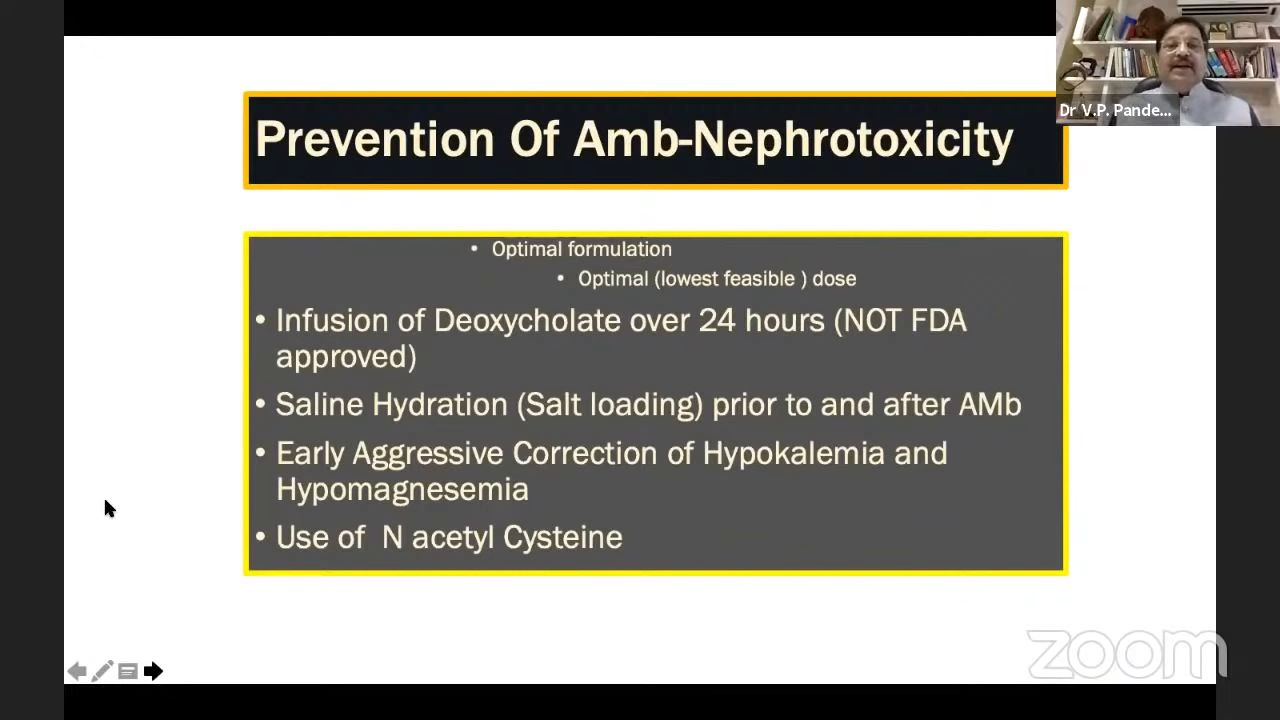 Dr V.P. Pande...
Prevention Of Amb-Nephrotoxicity
• Optimal formulation
• Optimal (lowest feasible ) dose
• Infusion of Deoxycholate over 24 hours (NOT FDA
approved)
• Saline Hydration (Salt loading) prior to and after AMb
• Early Aggressive Correction of Hypokalemia and
Hypomagnesemia
• Use of  N acetyl Cysteine
zoom